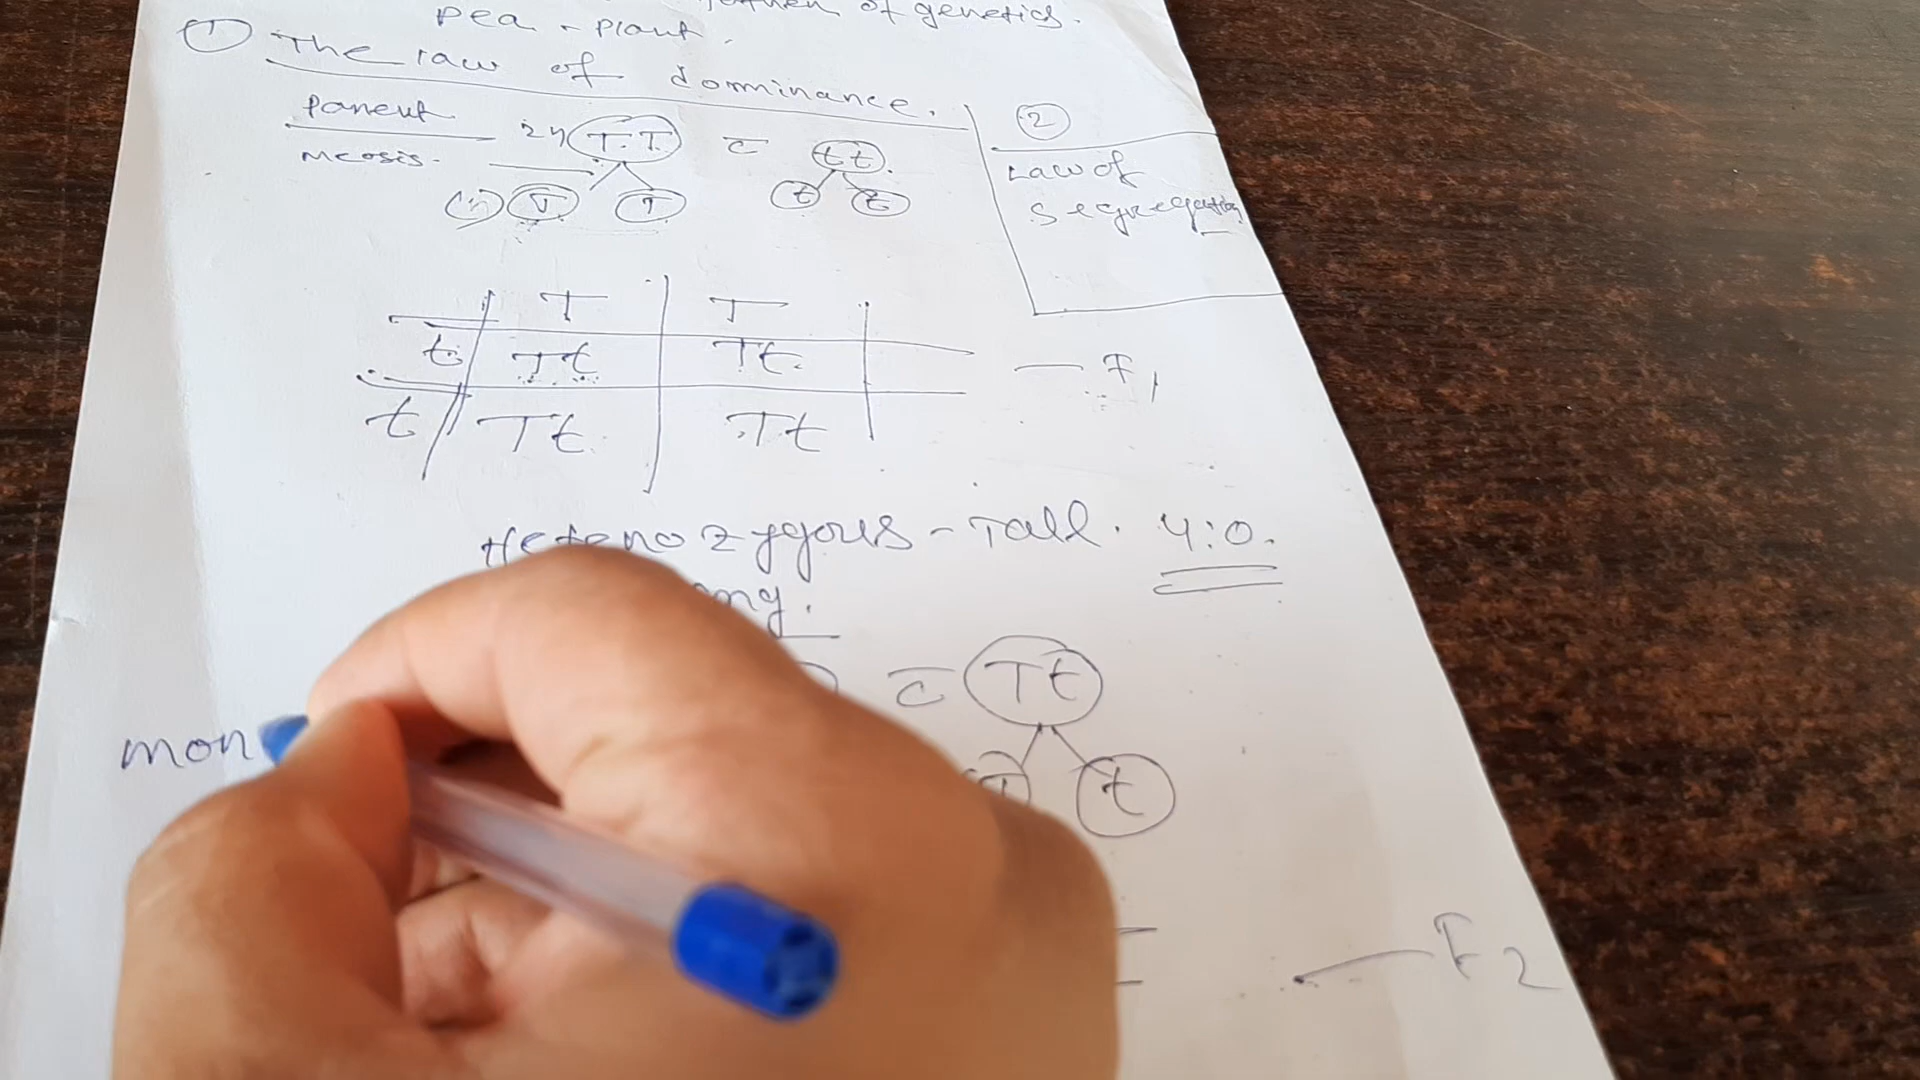 of genetics.
pea - plant.
① The law of dominance.
parent 2n T.T. c tt.
meosis.
(n) T T t t
②
Law of
segregation
T T
t. Tt Tt.
— F1
t Tt. Tt
Heterozygous - Tall. 4:0.
c Tt
mon
T t
— F2